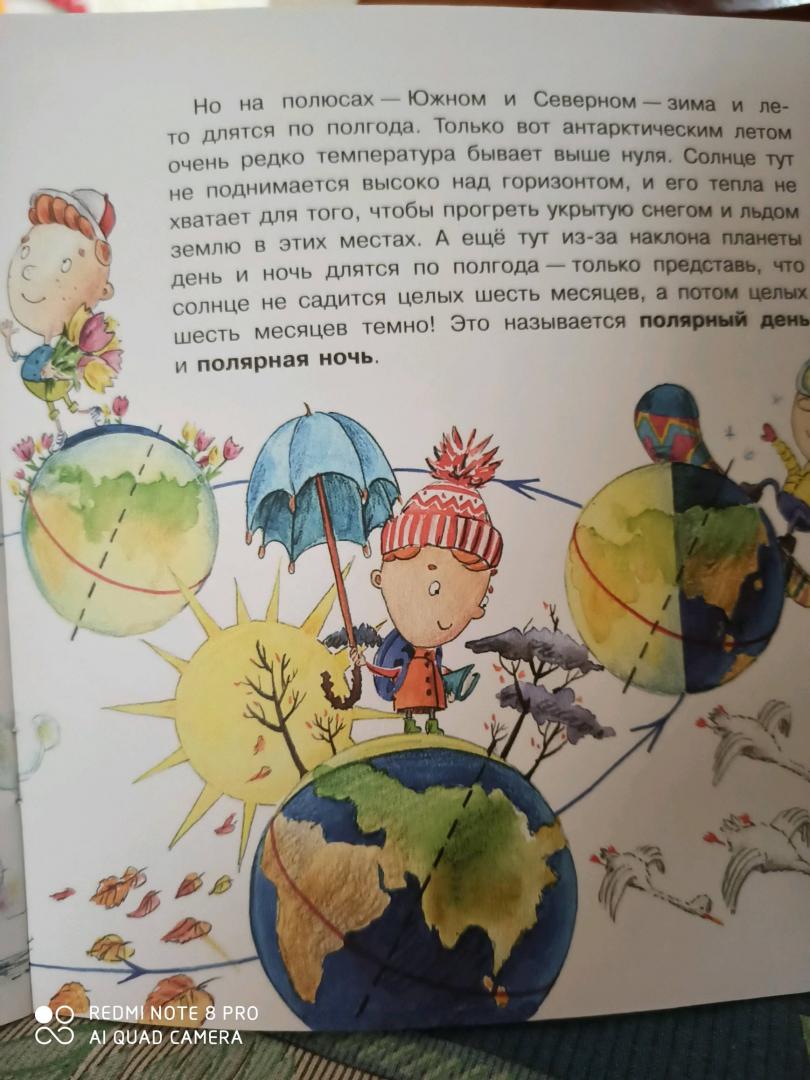 Но на полюсах — Южном и Северном — зима и ле-
то длятся по полгода. Только вот антарктическим летом
очень редко температура бывает выше нуля. Солнце тут
не поднимается высоко над горизонтом, и его тепла не
хватает для того, чтобы прогреть укрытую снегом и льдом
землю в этих местах. А ещё тут из-за наклона планеты
день и ночь длятся по полгода — только представь, что
солнце не садится целых шесть месяцев, а потом целых
шесть месяцев темно! Это называется полярный день
и полярная ночь.
REDMI NOTE 8 PRO
AI QUAD CAMERA